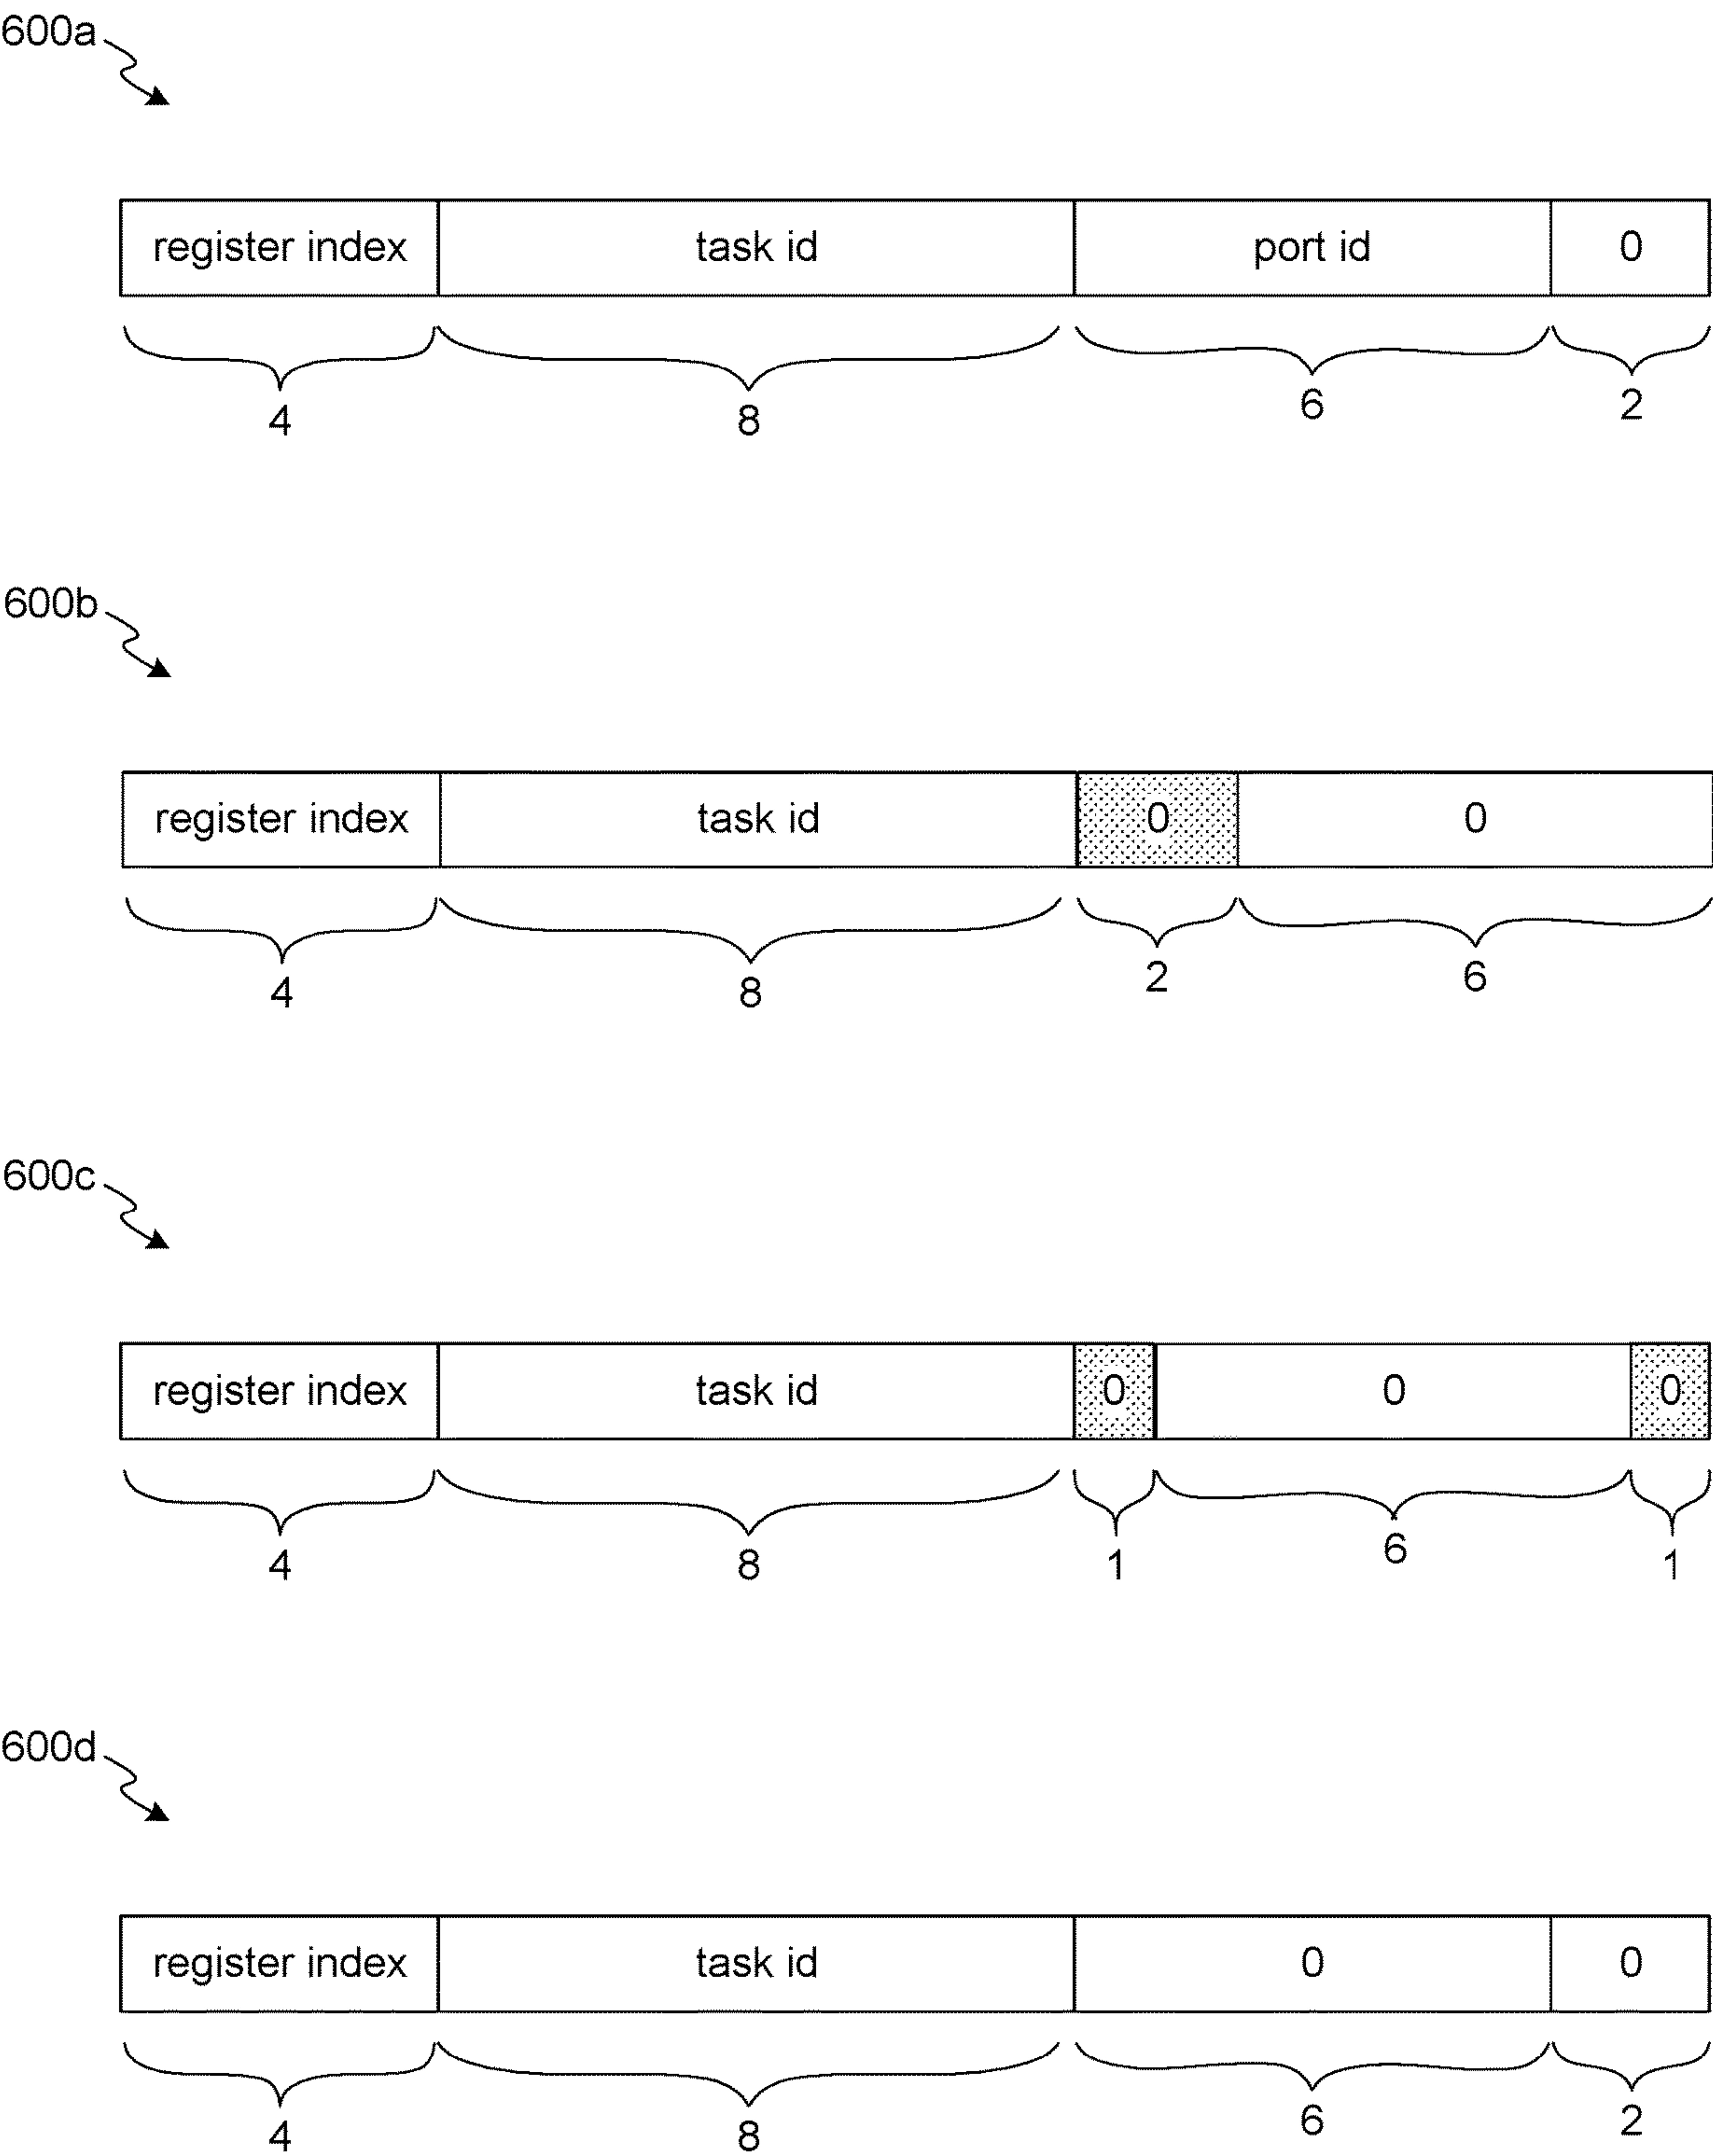 600a
register index task id port id 0
4 8 6 2
600b
register index task id 0 0
4 8 2 6
600c
register index task id 0 0 0
4 8 1 6 1
600d
register index task id 0 0
4 8 6 2